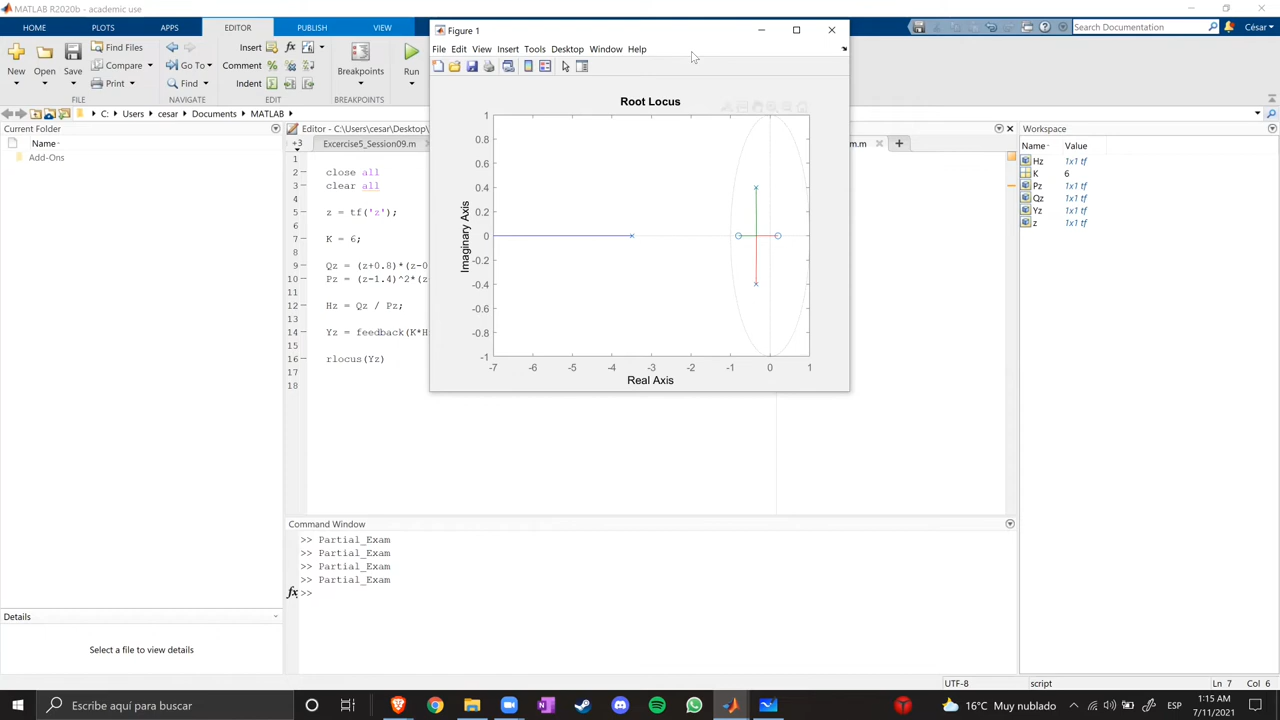 MATLAB R2020b - academic use
HOME PLOTS APPS EDITOR PUBLISH VIEW
Search Documentation César
New Open Save
Find Files
Compare
Print
FILE
Go To
Find
NAVIGATE
Insert
Comment
Indent
EDIT
Breakpoints
BREAKPOINTS
Run
C: Users cesar Documents MATLAB
Current Folder
Name
Add-Ons
Details
Select a file to view details
Editor - C:\Users\cesar\Desktop\
+3 Excercise5_Session09.m m.m
1
2 close all
3 clear all
4
5 z = tf('z');
6
7 K = 6;
8
9 Qz = (z+0.8)*(z-0
10 Pz = (z-1.4)^2*(z
11
12 Hz = Qz / Pz;
13
14 Yz = feedback(K*H
15
16 rlocus(Yz)
17
18
Figure 1
File Edit View Insert Tools Desktop Window Help
Root Locus
Imaginary Axis
1
0.8
0.6
0.4
0.2
0
-0.2
-0.4
-0.6
-0.8
-1
-7 -6 -5 -4 -3 -2 -1 0 1
Real Axis
Command Window
>> Partial_Exam
>> Partial_Exam
>> Partial_Exam
>> Partial_Exam
fx >>
Workspace
Name Value
Hz 1x1 tf
K 6
Pz 1x1 tf
Qz 1x1 tf
Yz 1x1 tf
z 1x1 tf
UTF-8 script Ln 7 Col 6
Escribe aquí para buscar
16°C Muy nublado
1:15 AM
7/11/2021